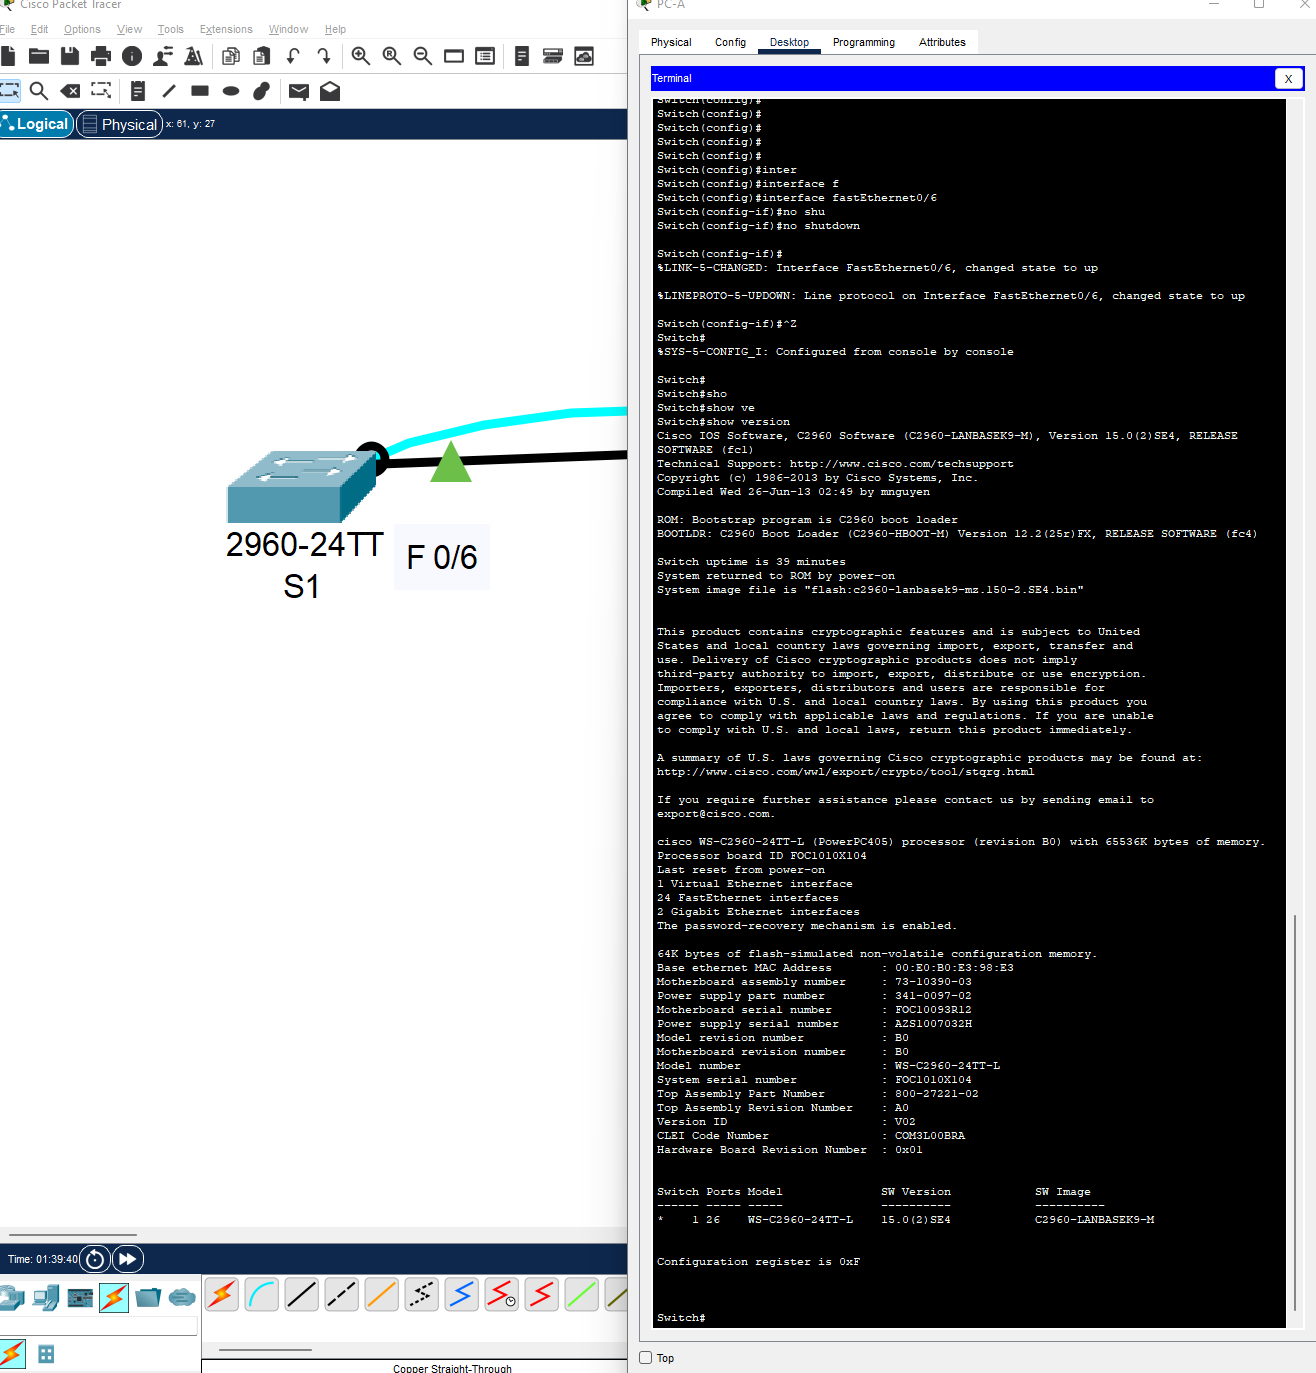 Cisco Packet Tracer
File Edit Options View Tools Extensions Window Help
Logical Physical x: 61, y: 27
2960-24TT
S1
F 0/6
Time: 01:39:40
Copper Straight-Through
PC-A
Physical Config Desktop Programming Attributes
Terminal X
Switch(config)#
Switch(config)#
Switch(config)#
Switch(config)#
Switch(config)#
Switch(config)#inter
Switch(config)#interface f
Switch(config)#interface fastEthernet0/6
Switch(config-if)#no shu
Switch(config-if)#no shutdown
Switch(config-if)#
%LINK-5-CHANGED: Interface FastEthernet0/6, changed state to up
%LINEPROTO-5-UPDOWN: Line protocol on Interface FastEthernet0/6, changed state to up
Switch(config-if)#^Z
Switch#
%SYS-5-CONFIG_I: Configured from console by console
Switch#
Switch#sho
Switch#show ve
Switch#show version
Cisco IOS Software, C2960 Software (C2960-LANBASEK9-M), Version 15.0(2)SE4, RELEASE
SOFTWARE (fc1)
Technical Support: http://www.cisco.com/techsupport
Copyright (c) 1986-2013 by Cisco Systems, Inc.
Compiled Wed 26-Jun-13 02:49 by mnguyen
ROM: Bootstrap program is C2960 boot loader
BOOTLDR: C2960 Boot Loader (C2960-HBOOT-M) Version 12.2(25r)FX, RELEASE SOFTWARE (fc4)
Switch uptime is 39 minutes
System returned to ROM by power-on
System image file is "flash:c2960-lanbasek9-mz.150-2.SE4.bin"
This product contains cryptographic features and is subject to United
States and local country laws governing import, export, transfer and
use. Delivery of Cisco cryptographic products does not imply
third-party authority to import, export, distribute or use encryption.
Importers, exporters, distributors and users are responsible for
compliance with U.S. and local country laws. By using this product you
agree to comply with applicable laws and regulations. If you are unable
to comply with U.S. and local laws, return this product immediately.
A summary of U.S. laws governing Cisco cryptographic products may be found at:
http://www.cisco.com/wwl/export/crypto/tool/stqrg.html
If you require further assistance please contact us by sending email to
export@cisco.com.
cisco WS-C2960-24TT-L (PowerPC405) processor (revision B0) with 65536K bytes of memory.
Processor board ID FOC1010X104
Last reset from power-on
1 Virtual Ethernet interface
24 FastEthernet interfaces
2 Gigabit Ethernet interfaces
The password-recovery mechanism is enabled.
64K bytes of flash-simulated non-volatile configuration memory.
Base ethernet MAC Address : 00:E0:B0:E3:98:E3
Motherboard assembly number : 73-10390-03
Power supply part number : 341-0097-02
Motherboard serial number : FOC10093R12
Power supply serial number : AZS1007032H
Model revision number : B0
Motherboard revision number : B0
Model number : WS-C2960-24TT-L
System serial number : FOC1010X104
Top Assembly Part Number : 800-27221-02
Top Assembly Revision Number : A0
Version ID : V02
CLEI Code Number : COM3L00BRA
Hardware Board Revision Number : 0x01
Switch Ports Model SW Version SW Image
------ ----- ----- ---------- ----------
* 1 26 WS-C2960-24TT-L 15.0(2)SE4 C2960-LANBASEK9-M
Configuration register is 0xF
Switch#
Top